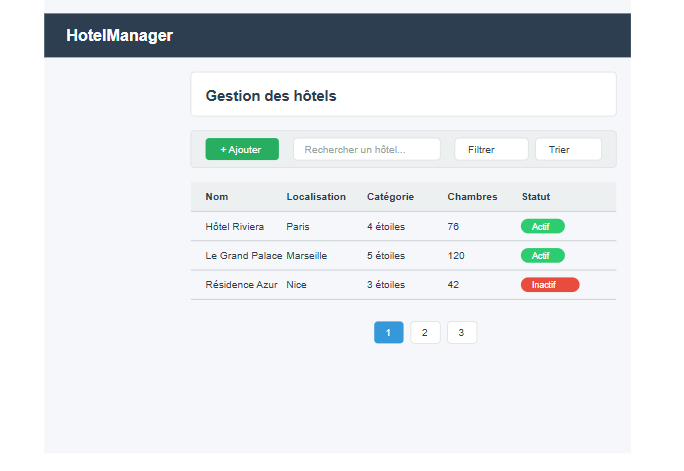 HotelManager
Gestion des hôtels
+ Ajouter Rechercher un hôtel... Filtrer Trier
Nom Localisation Catégorie Chambres Statut
Hôtel Riviera Paris 4 étoiles 76 Actif
Le Grand Palace Marseille 5 étoiles 120 Actif
Résidence Azur Nice 3 étoiles 42 Inactif
1 2 3